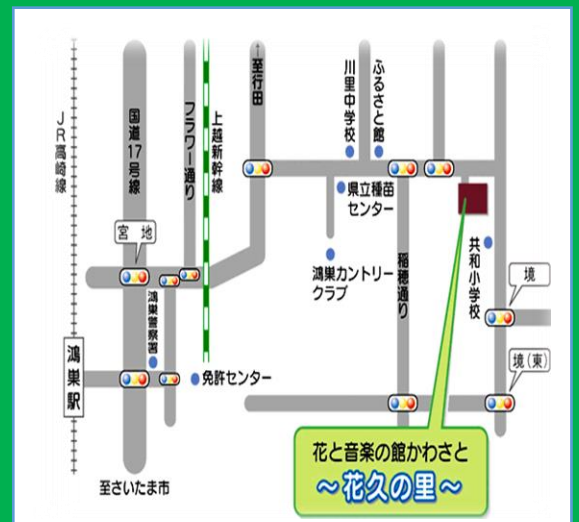 JR高崎線
国道17号線
フラワー通り
上越新幹線
至行田
川里中学校
ふるさと館
県立種苗
センター
宮地
鴻巣カントリー
クラブ
稲穂通り
共和小学校
境
鴻巣警察署
鴻巣駅
免許センター
境(東)
至さいたま市
花と音楽の館かわさと
～花久の里～